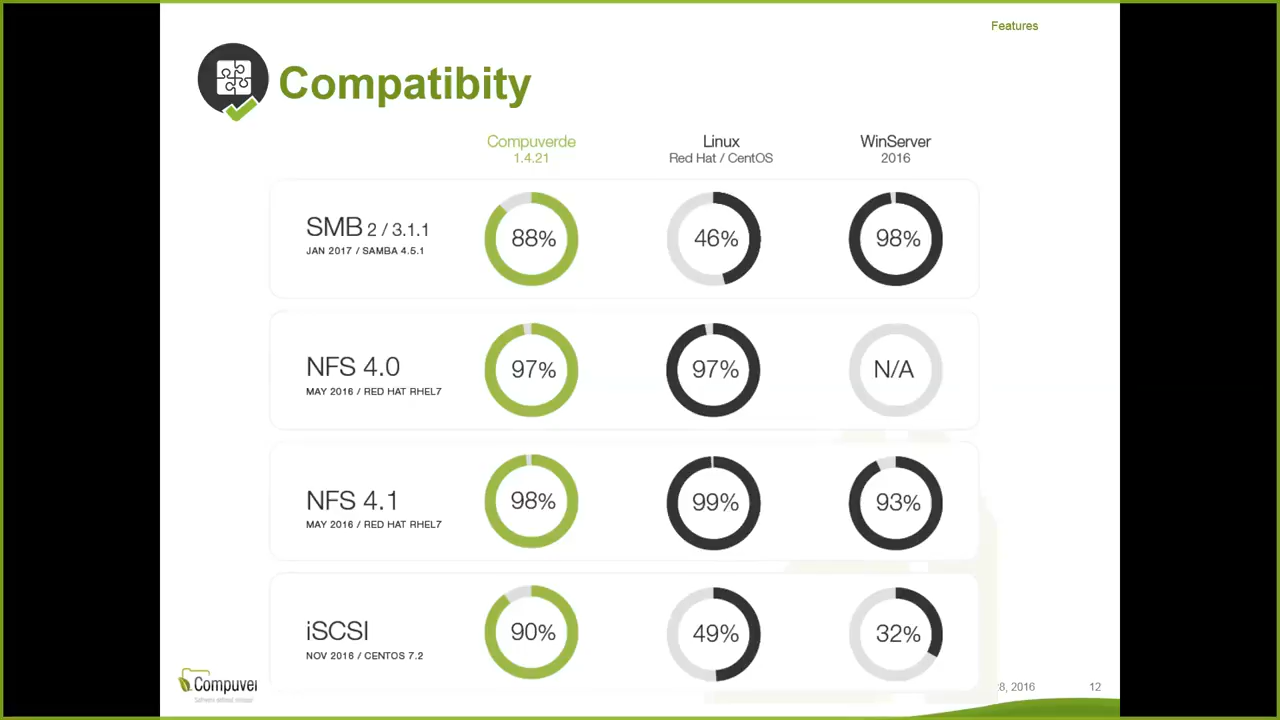 Features
Compatibity
Compuverde
1.4.21
Linux
Red Hat / CentOS
WinServer
2016
SMB 2 / 3.1.1
JAN 2017 / SAMBA 4.5.1
88%
46%
98%
NFS 4.0
MAY 2016 / RED HAT RHEL7
97%
97%
N/A
NFS 4.1
MAY 2016 / RED HAT RHEL7
98%
99%
93%
iSCSI
NOV 2016 / CENTOS 7.2
90%
49%
32%
Compuver
8, 2016
12